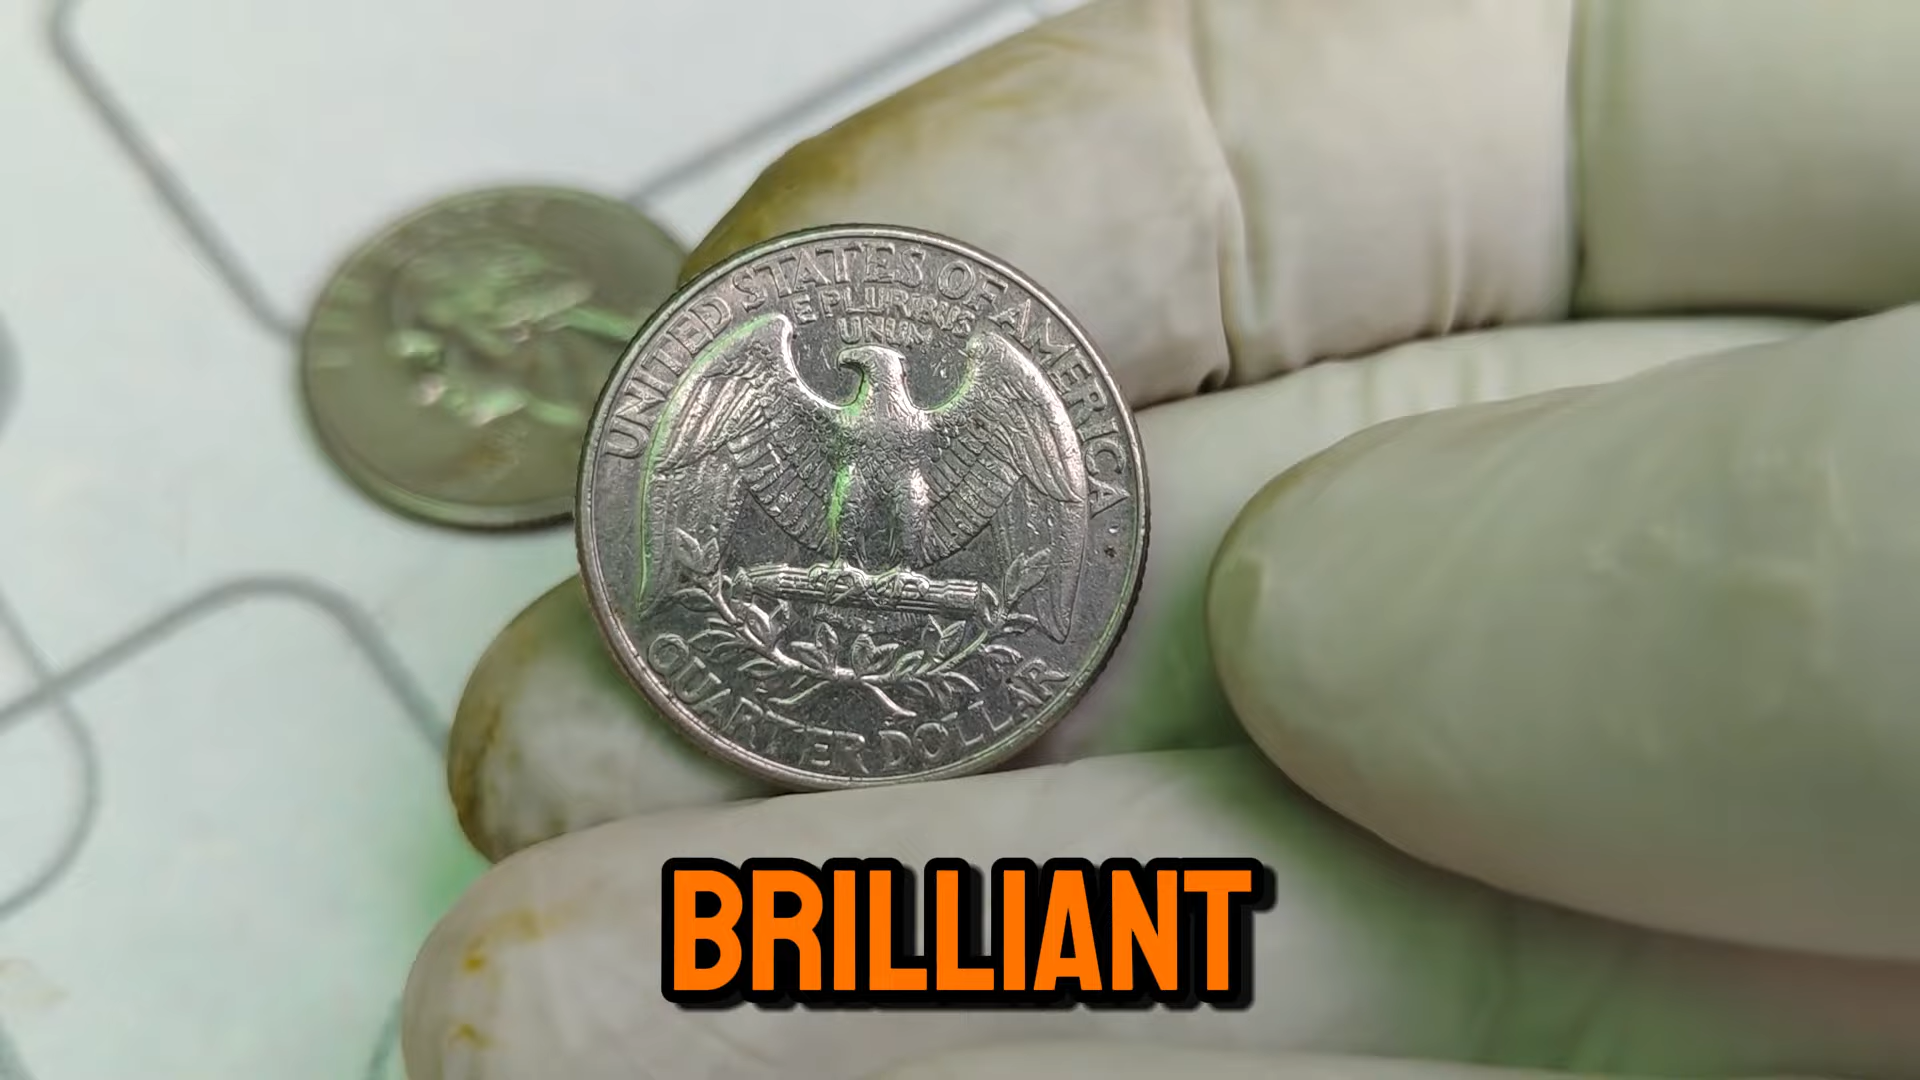 UNITED STATES OF AMERICA
E PLURIBUS
UNUM
QUARTER DOLLAR
BRILLIANT